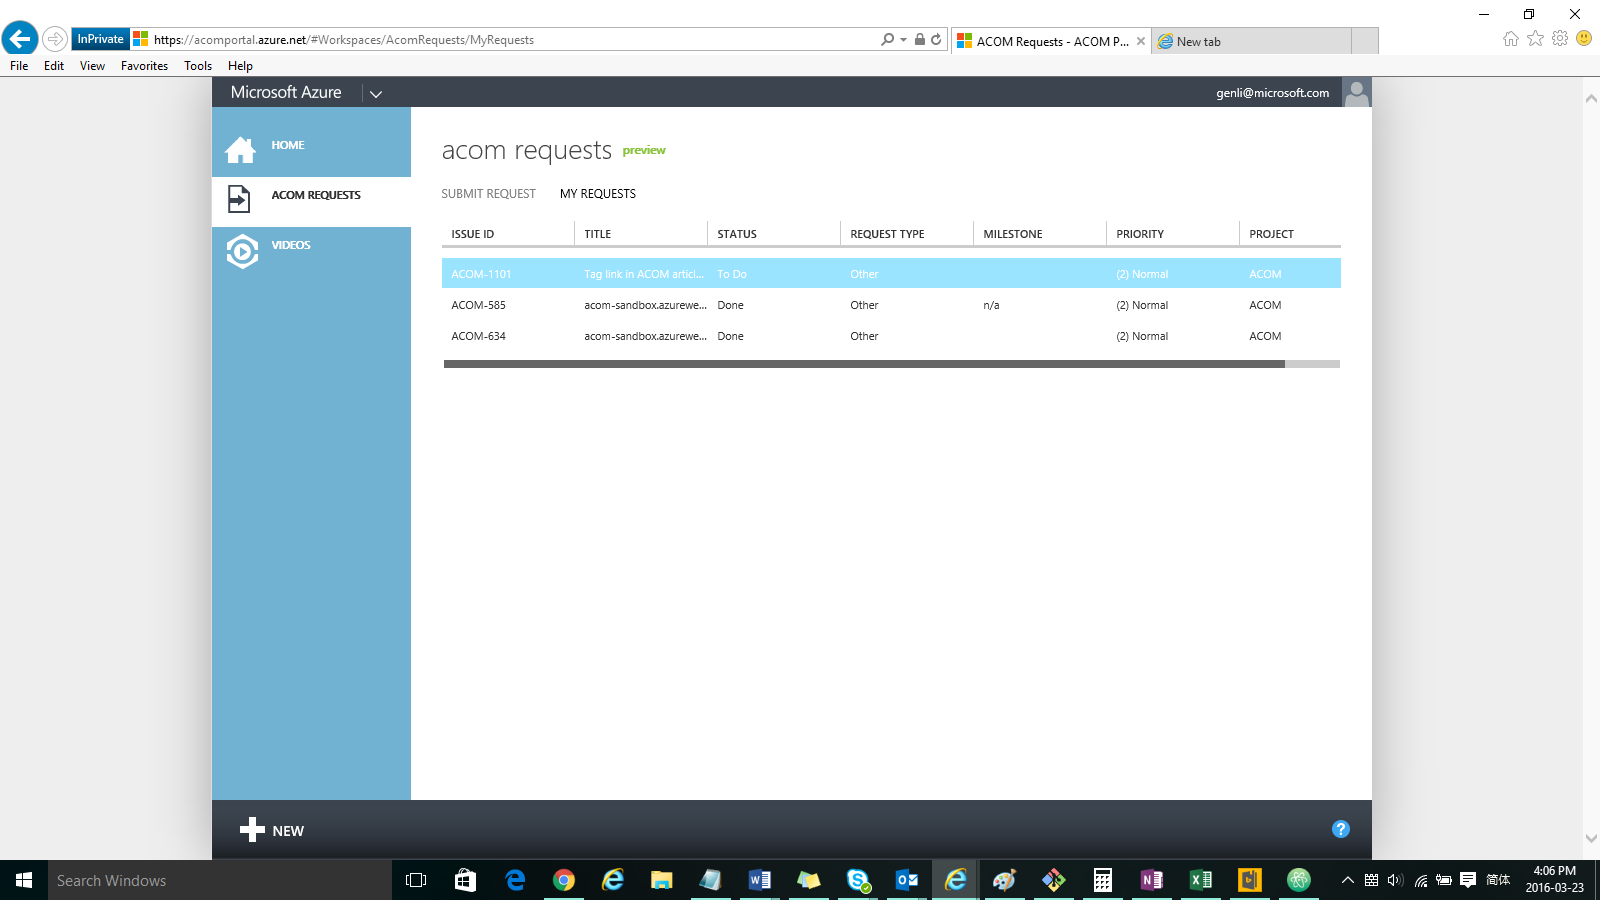 InPrivate https://acomportal.azure.net/#Workspaces/AcomRequests/MyRequests ACOM Requests - ACOM P... New tab
File Edit View Favorites Tools Help
Microsoft Azure genli@microsoft.com
HOME
ACOM REQUESTS
VIDEOS
acom requests preview
SUBMIT REQUEST MY REQUESTS
ISSUE ID TITLE STATUS REQUEST TYPE MILESTONE PRIORITY PROJECT
ACOM-1101 Tag link in ACOM articl... To Do Other (2) Normal ACOM
ACOM-585 acom-sandbox.azurewe... Done Other n/a (2) Normal ACOM
ACOM-634 acom-sandbox.azurewe... Done Other (2) Normal ACOM
NEW
Search Windows
简体
4:06 PM
2016-03-23